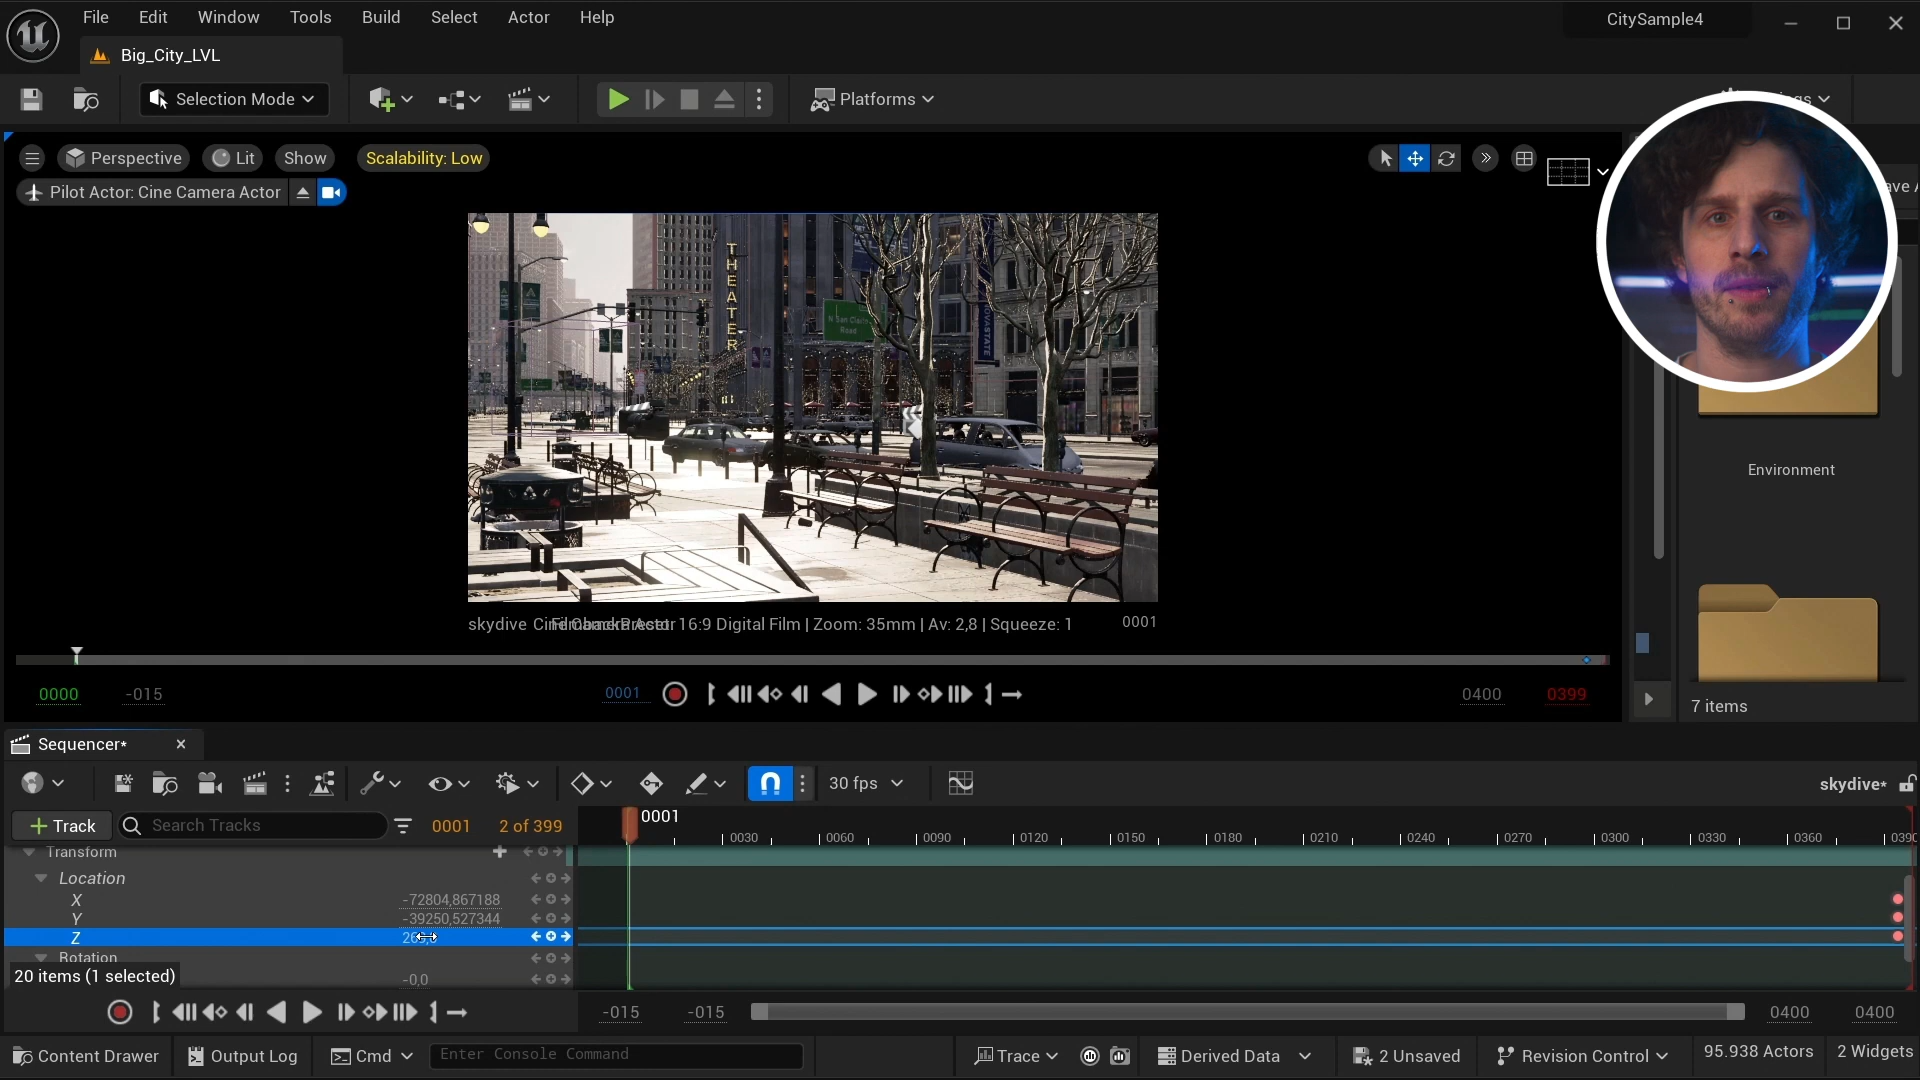 File Edit Window Tools Build Select Actor Help
CitySample4
Big_City_LVL
Selection Mode
Platforms
Perspective Lit Show Scalability: Low
Pilot Actor: Cine Camera Actor
THEATER
N San Clari
Road
NOVASTATE
skydive
16:9 Digital Film | Zoom: 35mm | Av: 2,8 | Squeeze: 1
0001
Environment
0000 -015 0001 0400 0399
7 items
Sequencer*
30 fps
skydive*
Track Search Tracks 0001 2 of 399
0001
0030 0060 0090 0120 0150 0180 0210 0240 0270 0300 0330 0360 0390
Transform
Location
X -72804,867188
Y -39250,527344
Z
Rotation
20 items (1 selected)
-0,0
-015 -015 0400 0400
Content Drawer Output Log Cmd Enter Console Command Trace Derived Data 2 Unsaved Revision Control 95.938 Actors 2 Widgets